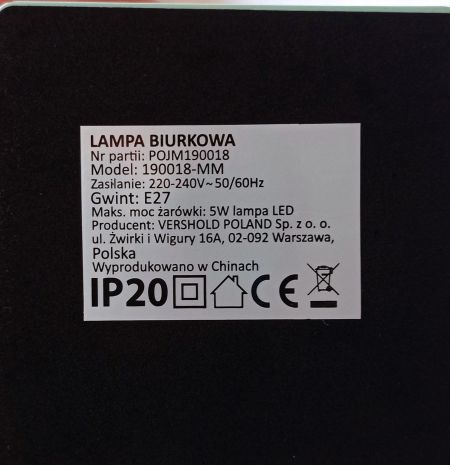 LAMPA BIURKOWA
Nr partii: POJM190018
Model: 190018-MM
Zasilanie: 220-240V~50/60Hz
Gwint: E27
Maks. moc żarówki: 5W lampa LED
Producent: VERSHOLD POLAND Sp. z o. o.
ul. Żwirki i Wigury 16A, 02-092 Warszawa,
Polska
Wyprodukowano w Chinach
IP20 CE